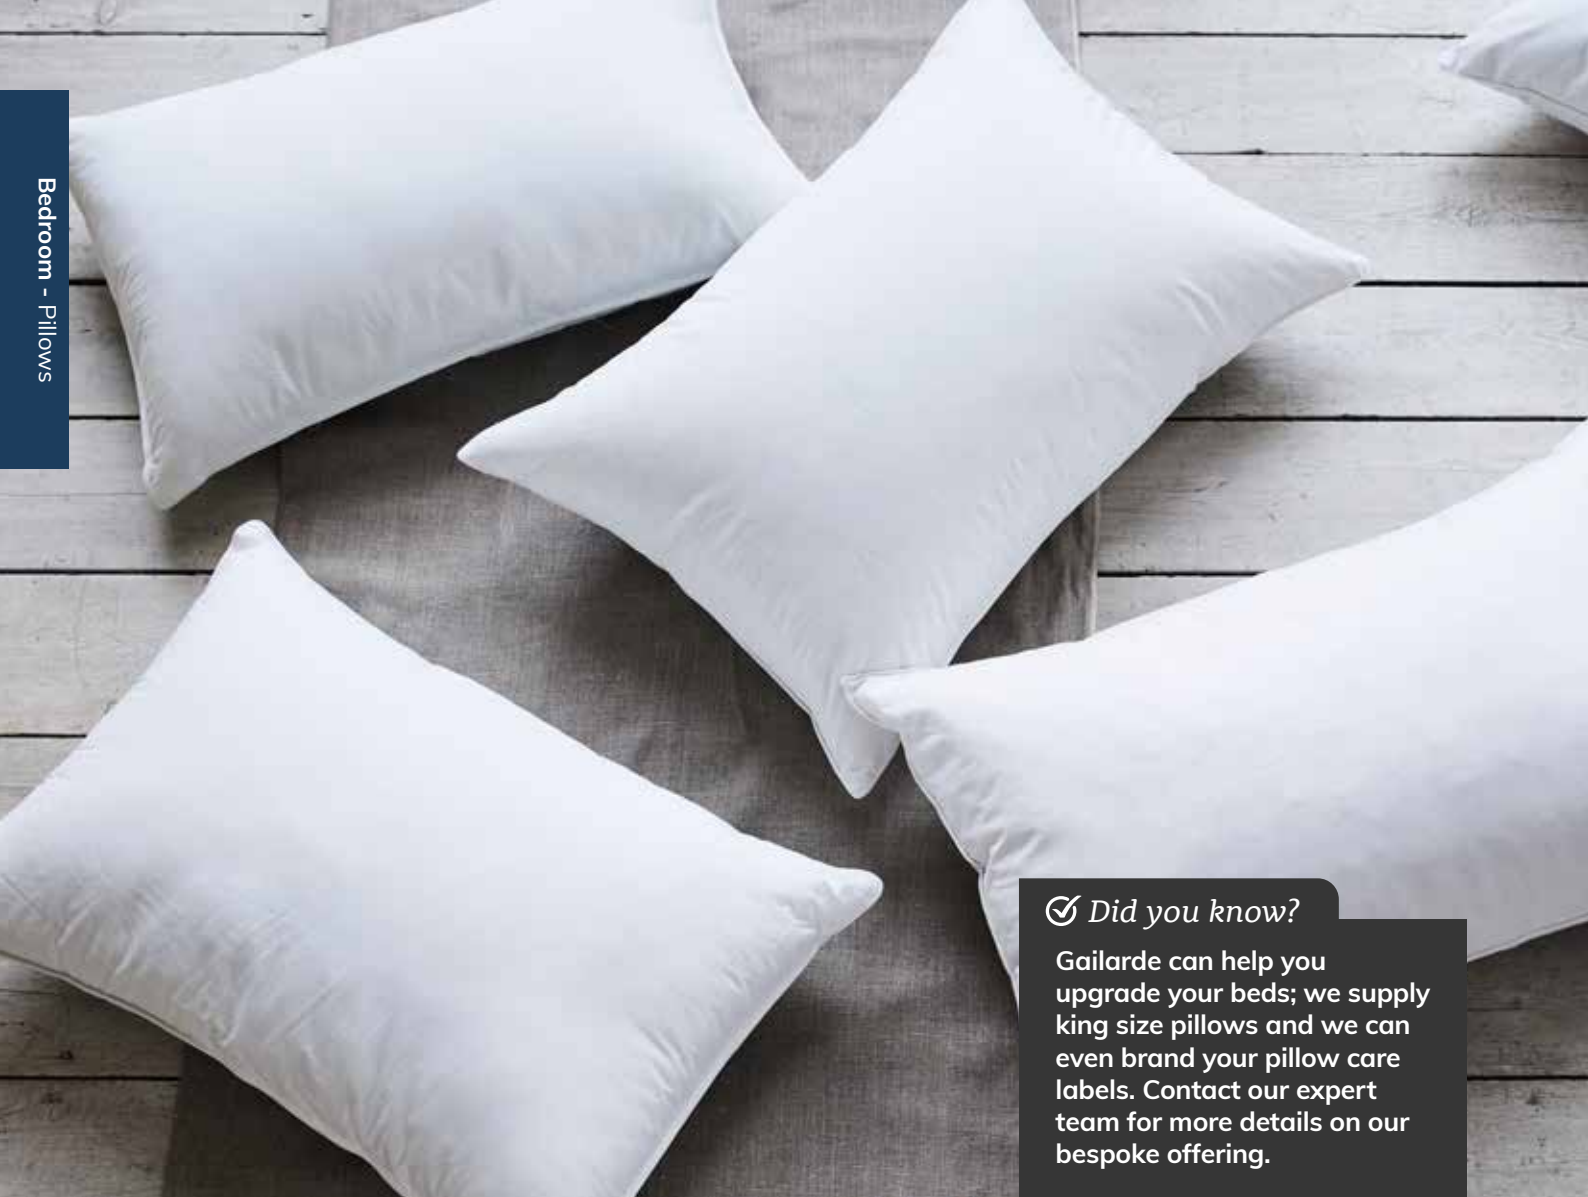 Bedroom - Pillows
Did you know?
Gailarde can help you
upgrade your beds; we supply
king size pillows and we can
even brand your pillow care
labels. Contact our expert
team for more details on our
bespoke offering.